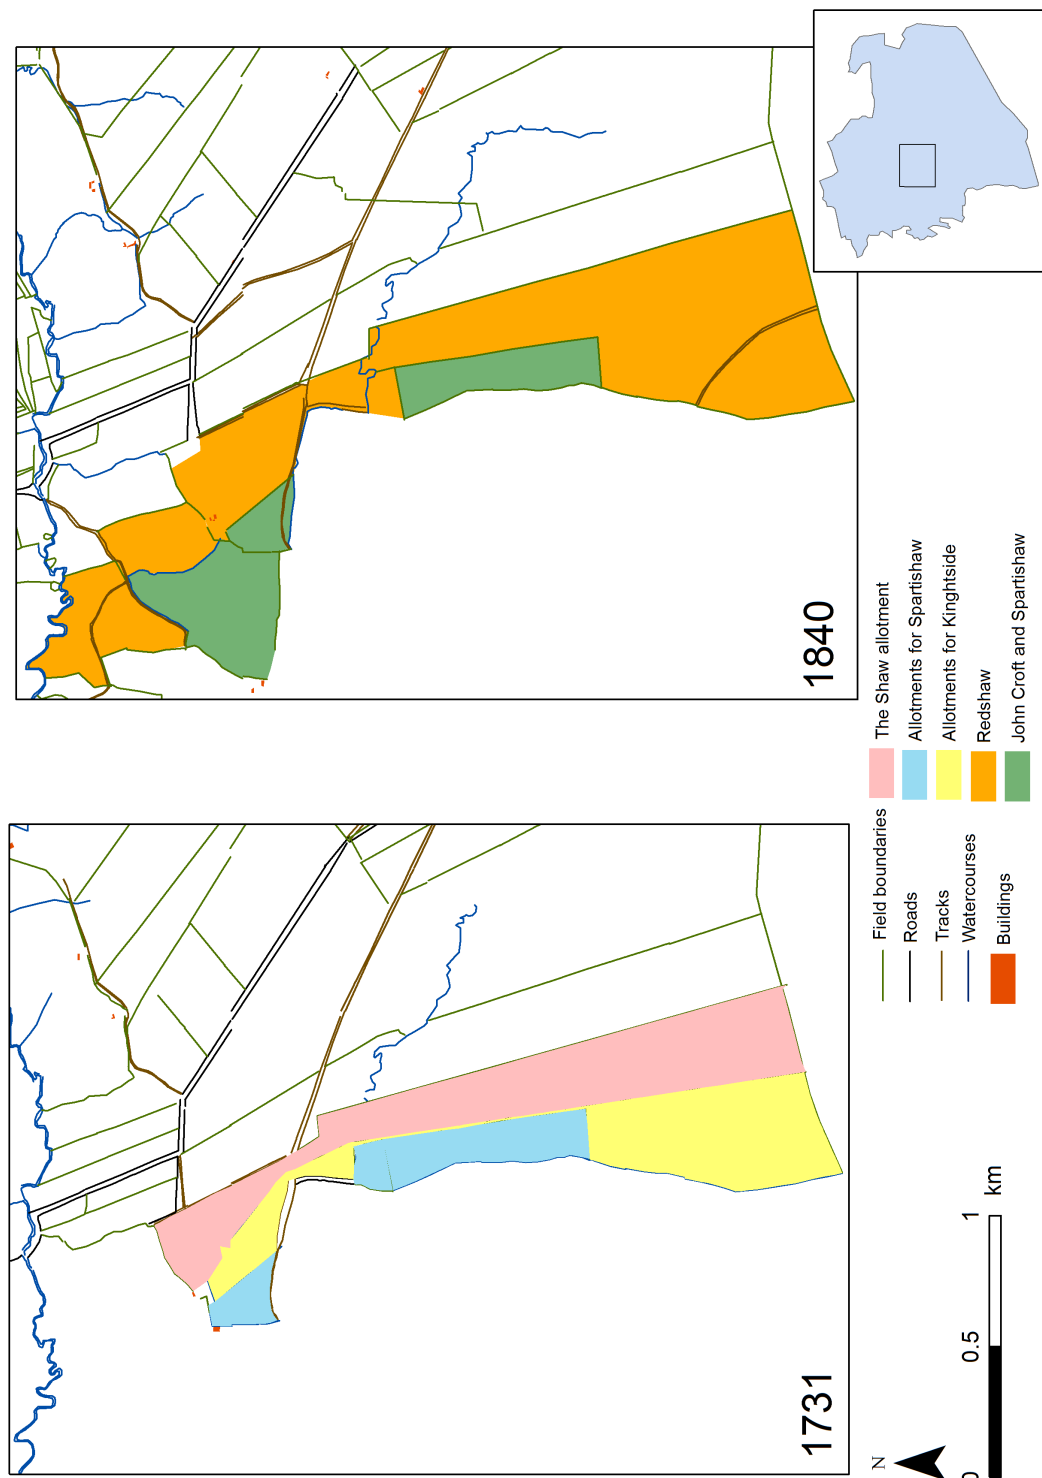 1840
1731
Field boundaries
Roads
Tracks
Watercourses
Buildings
The Shaw allotment
Allotments for Spartishaw
Allotments for Kinghtside
Redshaw
John Croft and Spartishaw
N
0
0.5
1
km